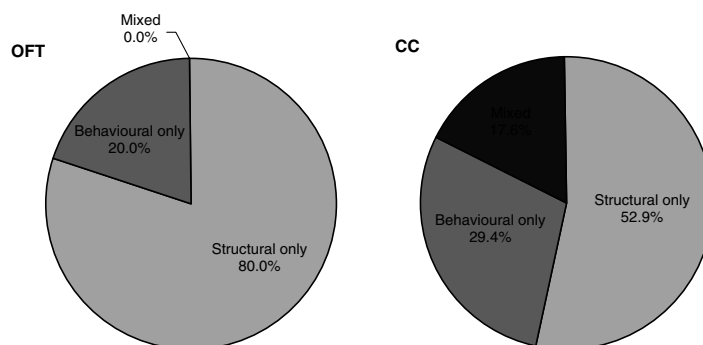 OFT
Mixed
0.0%
Behavioural only
20.0%
Structural only
80.0%
CC
Mixed
17.6%
Behavioural only
29.4%
Structural only
52.9%